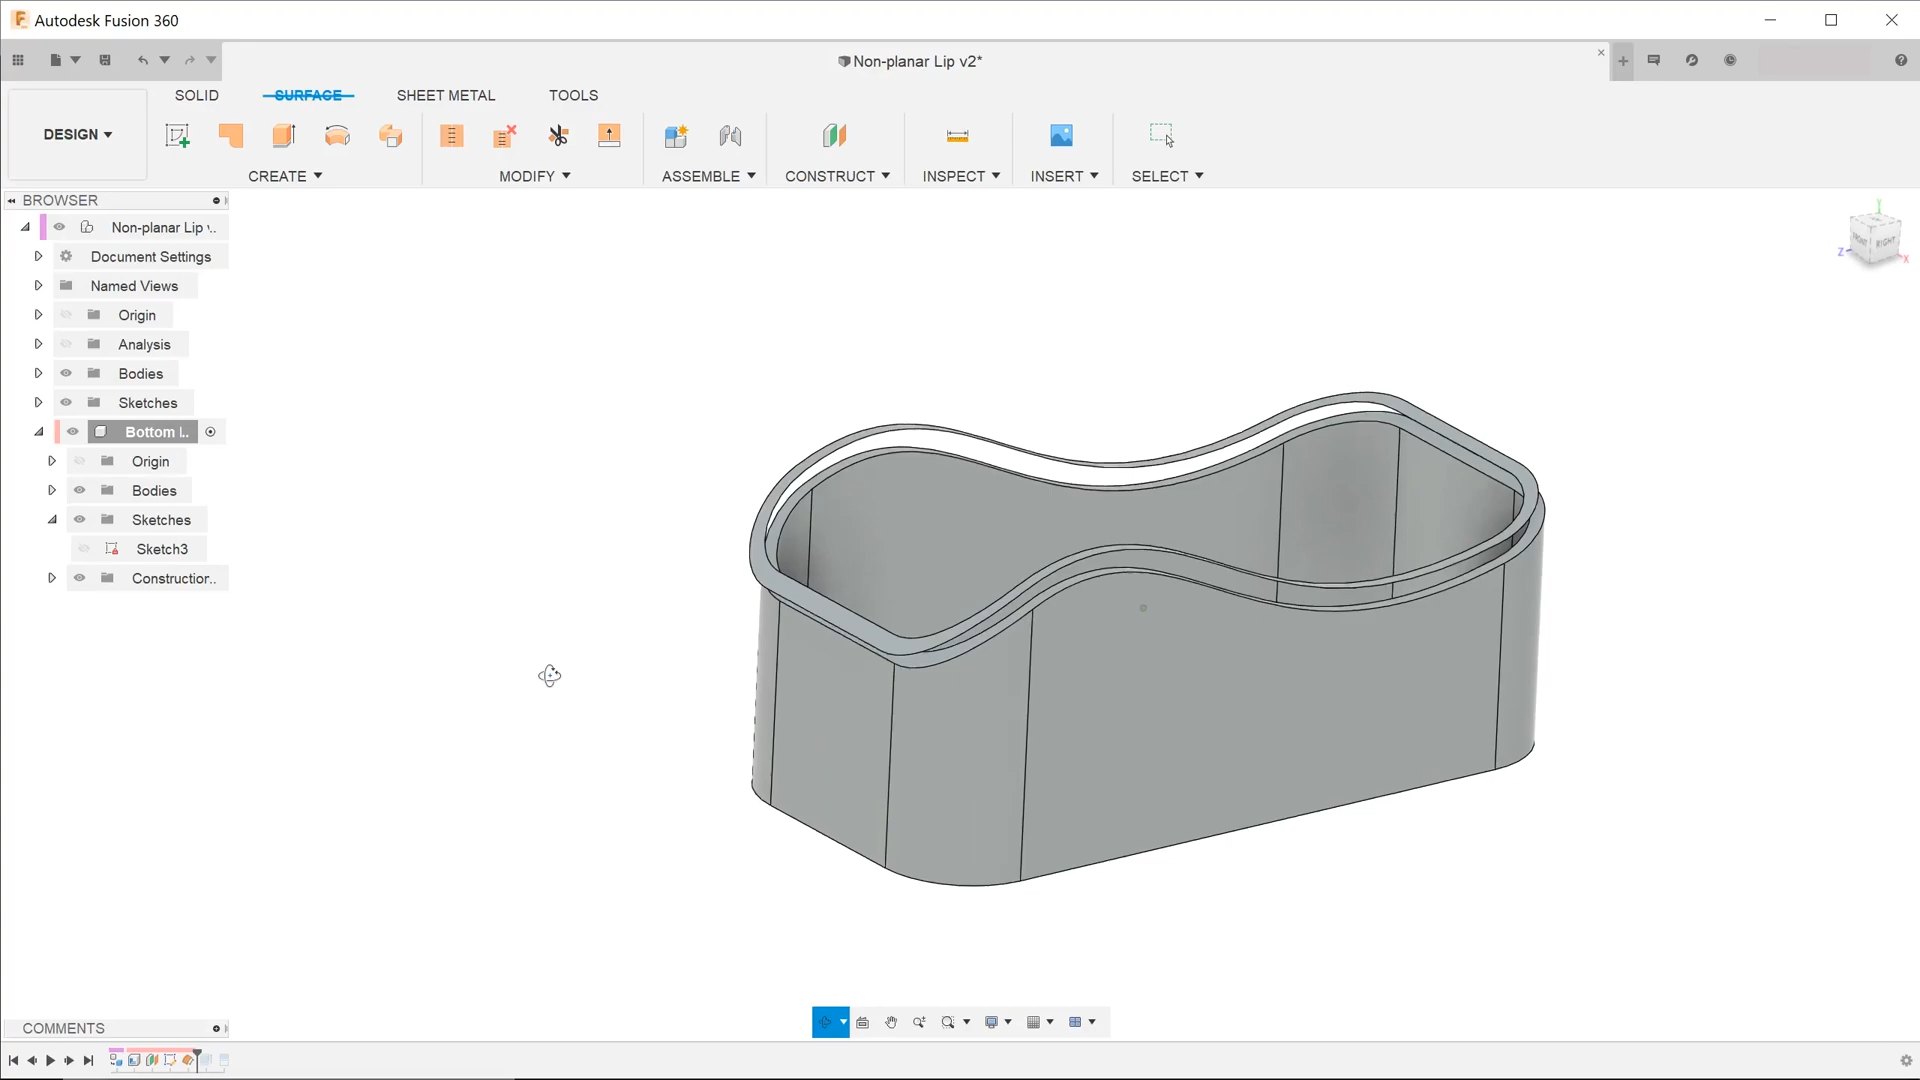 Autodesk Fusion 360
Non-planar Lip v2*
SOLID
SURFACE
SHEET METAL
TOOLS
DESIGN
CREATE
MODIFY
ASSEMBLE
CONSTRUCT
INSPECT
INSERT
SELECT
BROWSER
Non-planar Lip
Document Settings
Named Views
Origin
Analysis
Bodies
Sketches
Bottom
Origin
Bodies
Sketches
Sketch3
Construction..
FRONT
RIGHT
Y
Z
X
COMMENTS